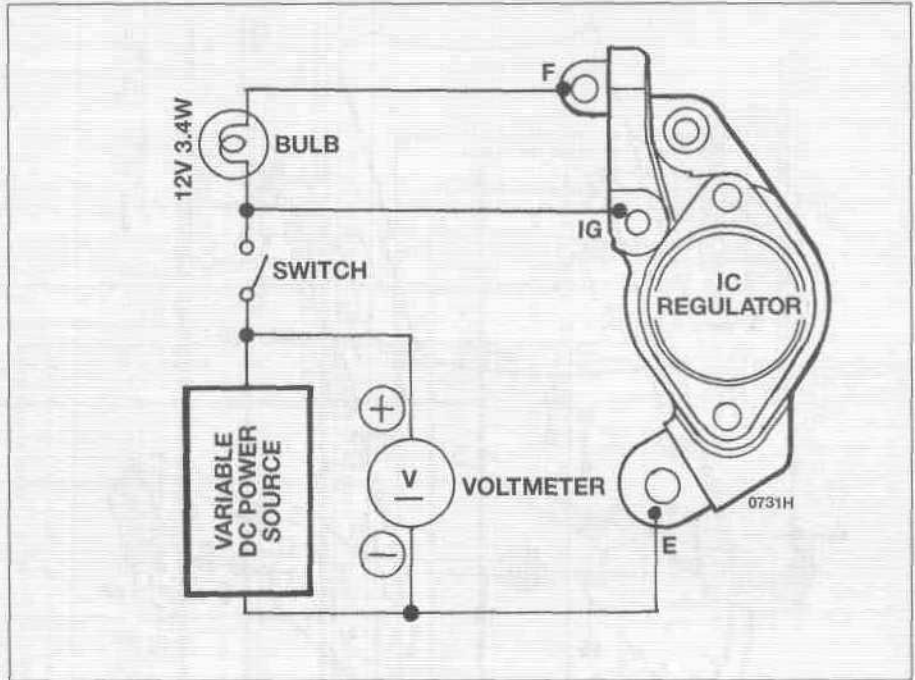 F
12V 3.4W
BULB
IG
SWITCH
IC
REGULATOR
+
VARIABLE
DC POWER
SOURCE
V
VOLTMETER
0731H
−
E